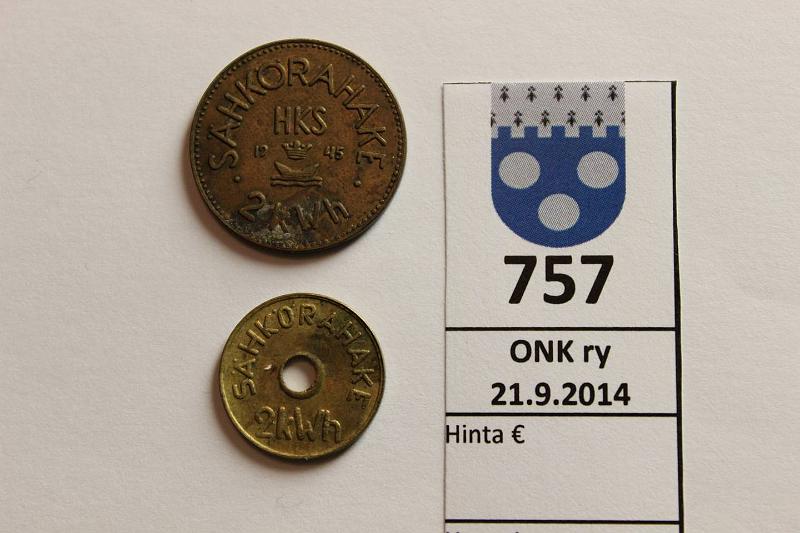 SÄHKÖRAHAKE
HKS
19 45
2 kWh
SÄHKÖRAHAKE
2 kWh
757
ONK ry
21.9.2014
Hinta €